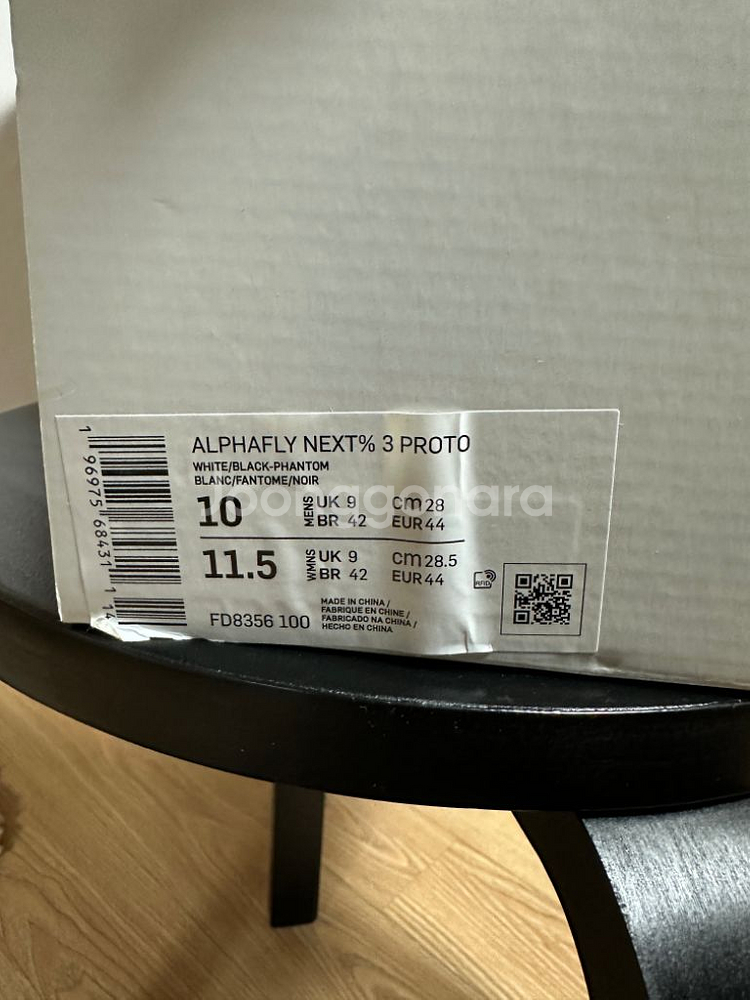 ALPHAFLY NEXT% 3 PROTO
WHITE/BLACK-PHANTOM
BLANC/FANTOME/NOIR
10 MENS UK 9 cm 28
BR 42 EUR 44
11.5 WMNS UK 9 cm 28.5
BR 42 EUR 44
RFID
FD8356 100
MADE IN CHINA /
FABRIQUE EN CHINE /
FABRICADO NA CHINA /
HECHO EN CHINA
1 96975 68431 1
Joongonara